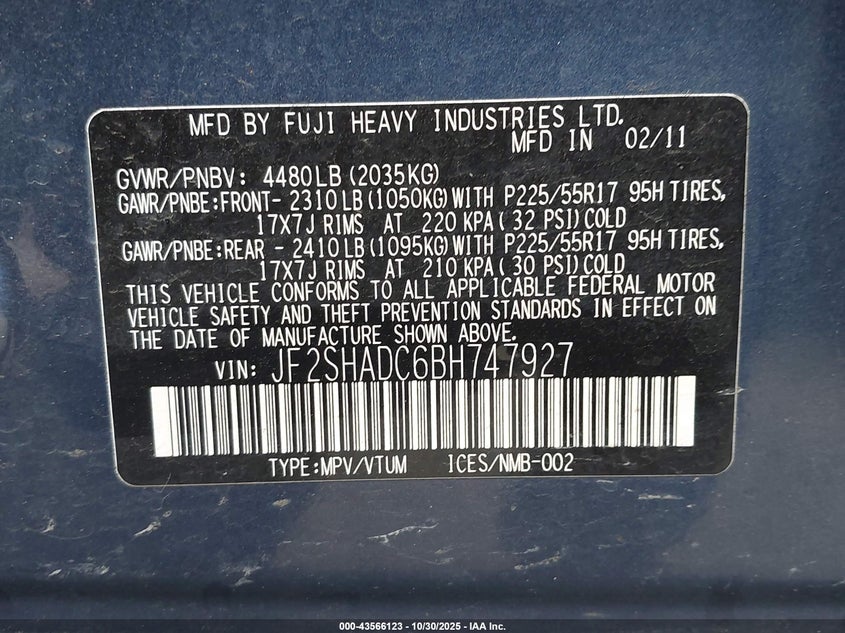 MFD BY FUJI HEAVY INDUSTRIES LTD.
MFD IN 02/11
GVWR/PNBV: 4480LB(2035KG)
GAWR/PNBE:FRONT- 2310LB(1050KG)WITH P225/55R17 95H TIRES,
17X7J RIMS AT 220 KPA( 32 PSI)COLD
GAWR/PNBE:REAR - 2410LB(1095KG)WITH P225/55R17 95H TIRES,
17X7J RIMS AT 210 KPA( 30 PSI)COLD
THIS VEHICLE CONFORMS TO ALL APPLICABLE FEDERAL MOTOR
VEHICLE SAFETY AND THEFT PREVENTION STANDARDS IN EFFECT ON
THE DATE OF MANUFACTURE SHOWN ABOVE.
VIN: JF2SHADC6BH747927
TYPE:MPV/VTUM ICES/NMB-002
000-43566123 - 10/30/2025 - IAA Inc.